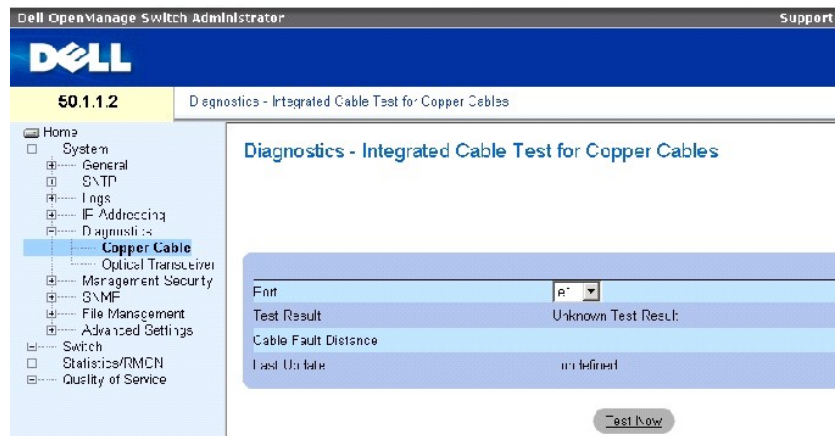 Dell OpenManage Switch Administrator
Support
DELL
50.1.1.2
Diagnostics - Integrated Cable Test for Copper Cables
Home
System
General
SNTP
Logs
IP Addressing
Diagnostics
Copper Cable
Optical Transceiver
Management Security
SNMP
File Management
Advanced Settings
Switch
Statistics/RMON
Quality of Service
Diagnostics - Integrated Cable Test for Copper Cables
Port
e1
Test Result
Unknown Test Result
Cable Fault Distance
Last Update
undefined
Test Now